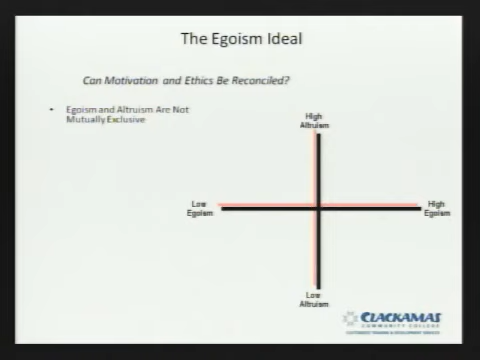 The Egoism Ideal
Can Motivation and Ethics Be Reconciled?
• Egoism and Altruism Are Not
Mutually Exclusive
High
Altruism
Low
Egoism
High
Egoism
Low
Altruism
CLACKAMAS
COMMUNITY COLLEGE
CUSTOMIZED TRAINING & DEVELOPMENT SERVICES